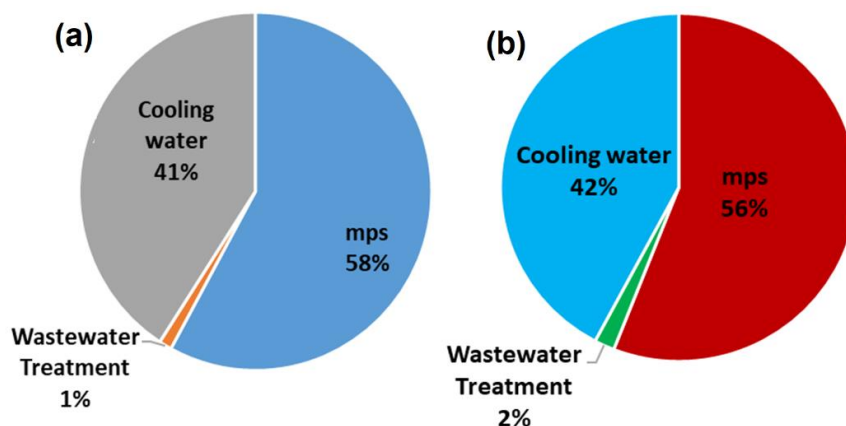 (a)
Cooling
water
41%
mps
58%
Wastewater
Treatment
1%
(b)
Cooling water
42%
mps
56%
Wastewater
Treatment
2%